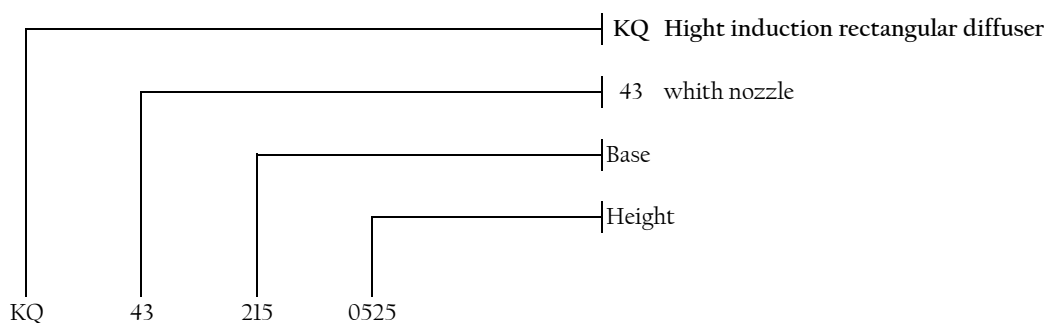 KQ Hight induction rectangular diffuser
43 whith nozzle
Base
Height
KQ 43 215 0525